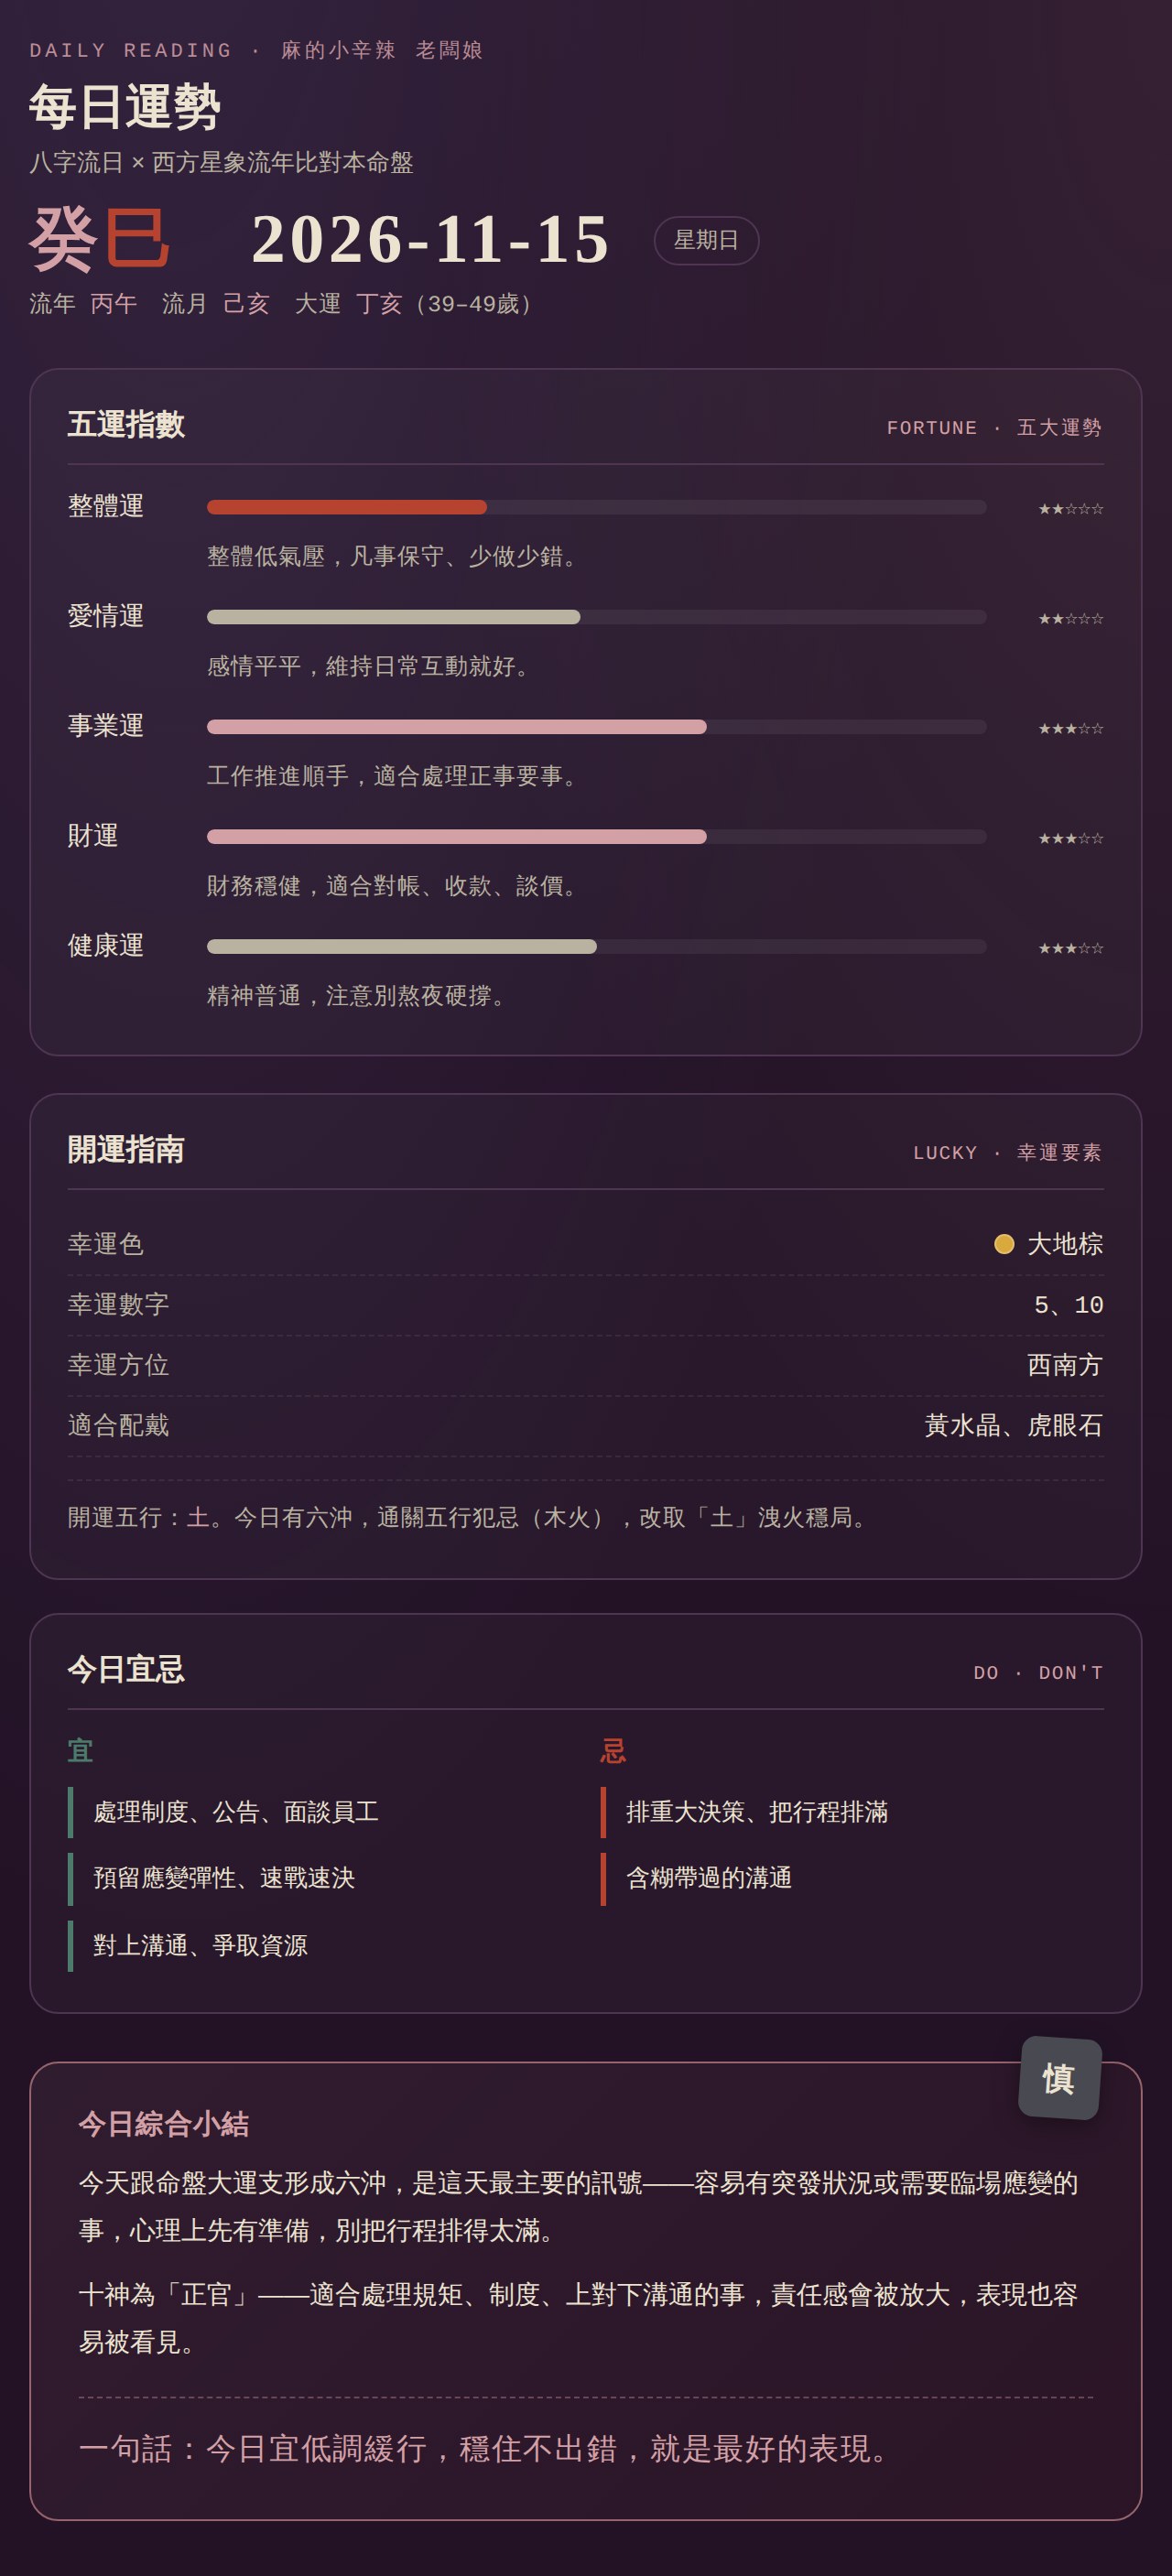 DAILY READING · 麻的小辛辣 老闆娘
每日運勢
八字流日 × 西方星象流年比對本命盤
癸巳 2026-11-15 星期日
流年 丙午 流月 己亥 大運 丁亥（39–49歲）
五運指數 FORTUNE · 五大運勢
整體運 ★★☆☆☆
整體低氣壓，凡事保守、少做少錯。
愛情運 ★★☆☆☆
感情平平，維持日常互動就好。
事業運 ★★★☆☆
工作推進順手，適合處理正事要事。
財運 ★★★☆☆
財務穩健，適合對帳、收款、談價。
健康運 ★★★☆☆
精神普通，注意別熬夜硬撐。
開運指南 LUCKY · 幸運要素
幸運色 大地棕
幸運數字 5、10
幸運方位 西南方
適合配戴 黃水晶、虎眼石
開運五行：土。今日有六沖，通關五行犯忌（木火），改取「土」洩火穩局。
今日宜忌 DO · DON'T
宜 忌
處理制度、公告、面談員工 排重大決策、把行程排滿
預留應變彈性、速戰速決 含糊帶過的溝通
對上溝通、爭取資源
慎
今日綜合小結
今天跟命盤大運支形成六沖，是這天最主要的訊號——容易有突發狀況或需要臨場應變的
事，心理上先有準備，別把行程排得太滿。
十神為「正官」——適合處理規矩、制度、上對下溝通的事，責任感會被放大，表現也容
易被看見。
一句話：今日宜低調緩行，穩住不出錯，就是最好的表現。